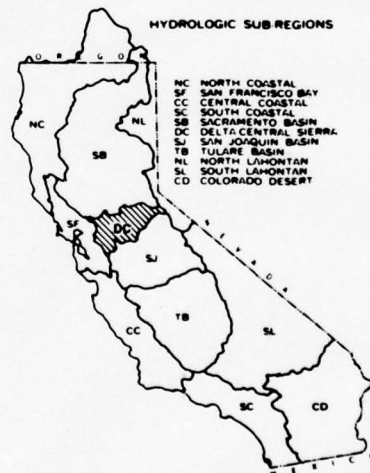 HYDROLOGIC SUB-REGIONS
OREGON
NC NORTH COASTAL
SF SAN FRANCISCO BAY
CC CENTRAL COASTAL
SC SOUTH COASTAL
SB SACRAMENTO BASIN
DC DELTA CENTRAL SIERRA
SJ SAN JOAQUIN BASIN
TB TULARE BASIN
NL NORTH LAHONTAN
SL SOUTH LAHONTAN
CD COLORADO DESERT
NC
NL
SB
SF
DC
NEVADA
SJ
CC
TB
SL
SC
CD